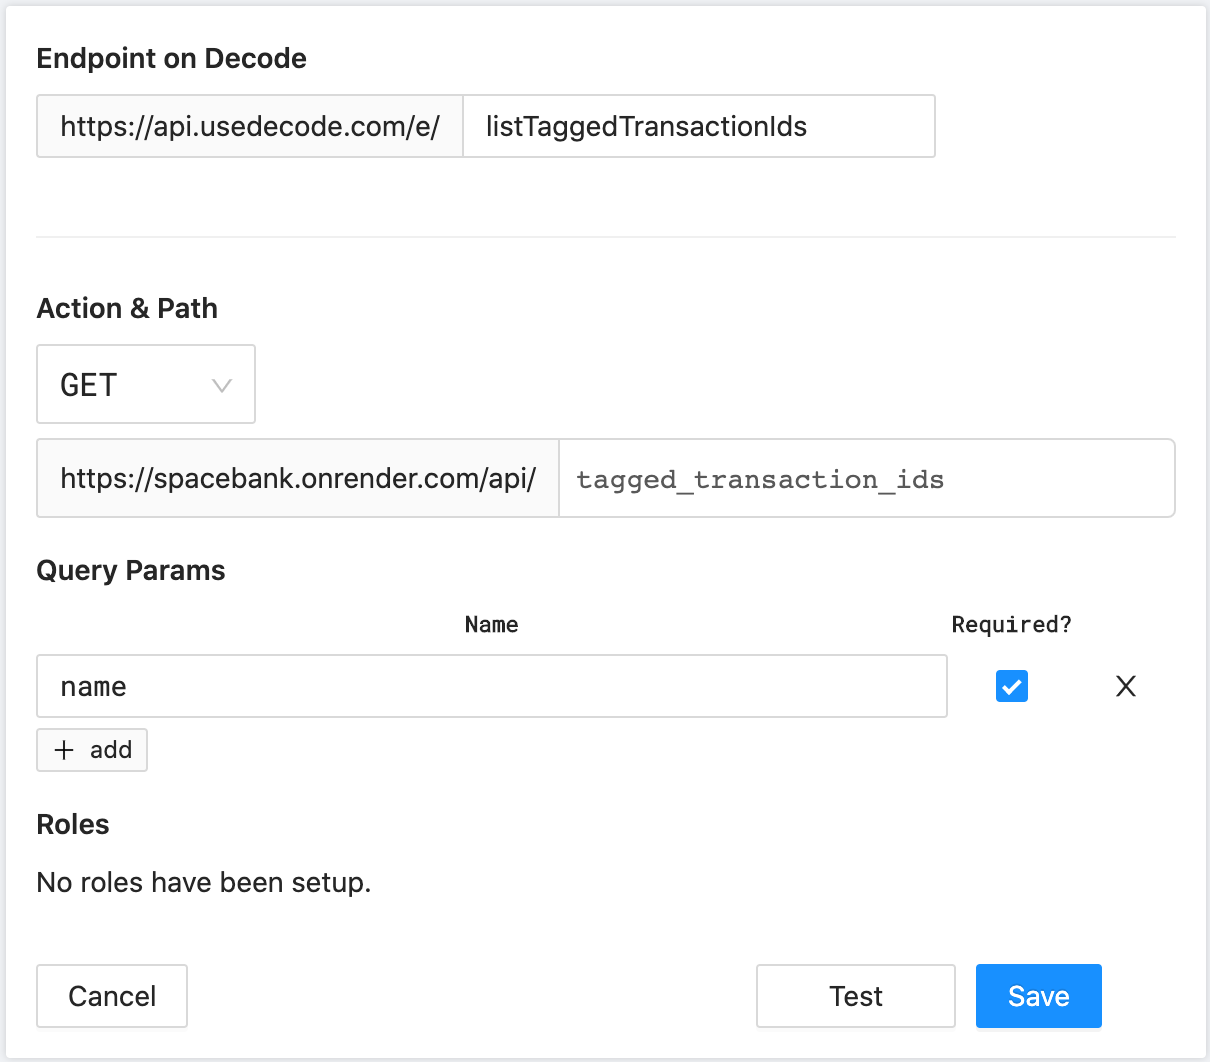 Endpoint on Decode
https://api.usedecode.com/e/ listTaggedTransactionIds
Action & Path
GET
https://spacebank.onrender.com/api/ tagged_transaction_ids
Query Params
Name Required?
name X
+ add
Roles
No roles have been setup.
Cancel Test Save